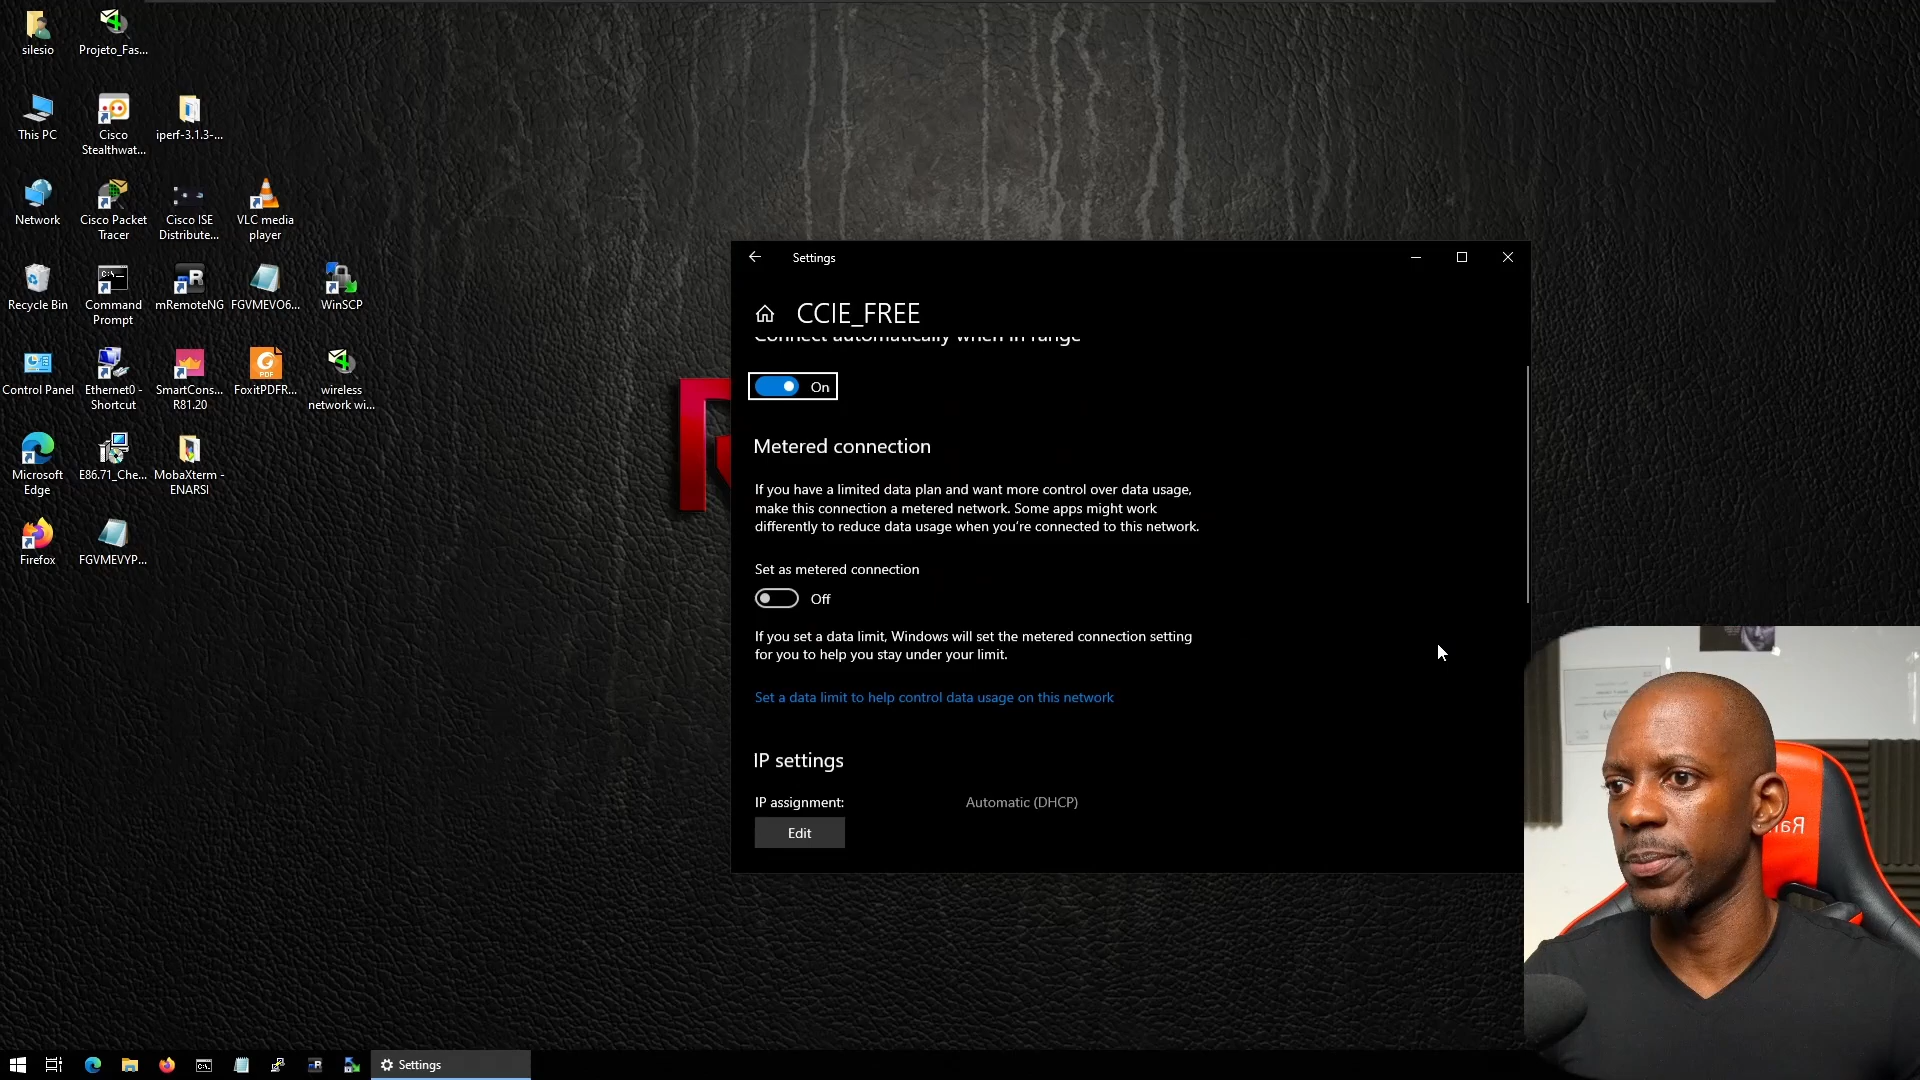 silesio
Projeto_Fas...
This PC
Cisco
Stealthwat...
iperf-3.1.3-...
Network
Cisco Packet
Tracer
Cisco ISE
Distribute...
VLC media
player
Recycle Bin
Command
Prompt
mRemoteNG
FGVMEVO6...
WinSCP
Control Panel
Ethernet0 -
Shortcut
SmartCons...
R81.20
FoxitPDFR...
wireless
network wi...
Microsoft
Edge
E86.71_Che...
MobaXterm -
ENARSI
Firefox
FGVMEVYP...
Settings
CCIE_FREE
Connect automatically when in range
On
Metered connection
If you have a limited data plan and want more control over data usage,
make this connection a metered network. Some apps might work
differently to reduce data usage when you're connected to this network.
Set as metered connection
Off
If you set a data limit, Windows will set the metered connection setting
for you to help you stay under your limit.
Set a data limit to help control data usage on this network
IP settings
IP assignment:
Automatic (DHCP)
Edit
Settings